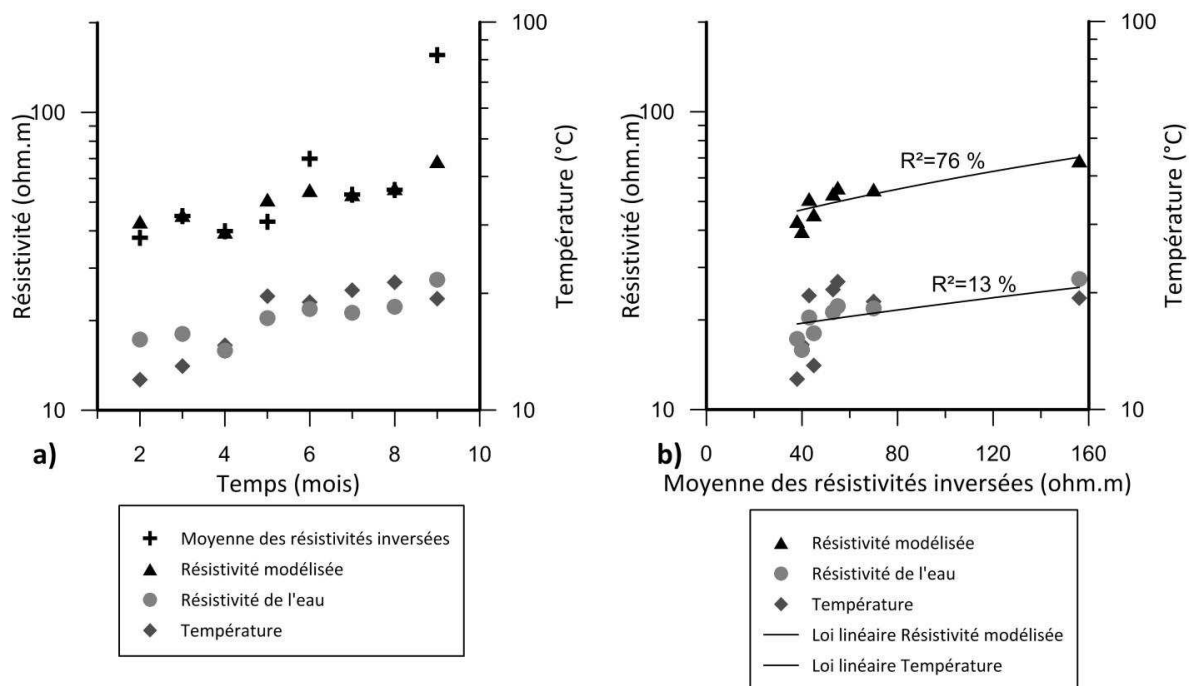 100
10
Résistivité (ohm.m)
100
10
Température (°C)
2
4
6
8
10
a)
Temps (mois)
Moyenne des résistivités inversées
Résistivité modélisée
Résistivité de l'eau
Température
100
10
Résistivité (ohm.m)
R²=76 %
R²=13 %
100
10
Température (°C)
0
40
80
120
160
b)
Moyenne des résistivités inversées (ohm.m)
Résistivité modélisée
Résistivité de l'eau
Température
Loi linéaire Résistivité modélisée
Loi linéaire Température